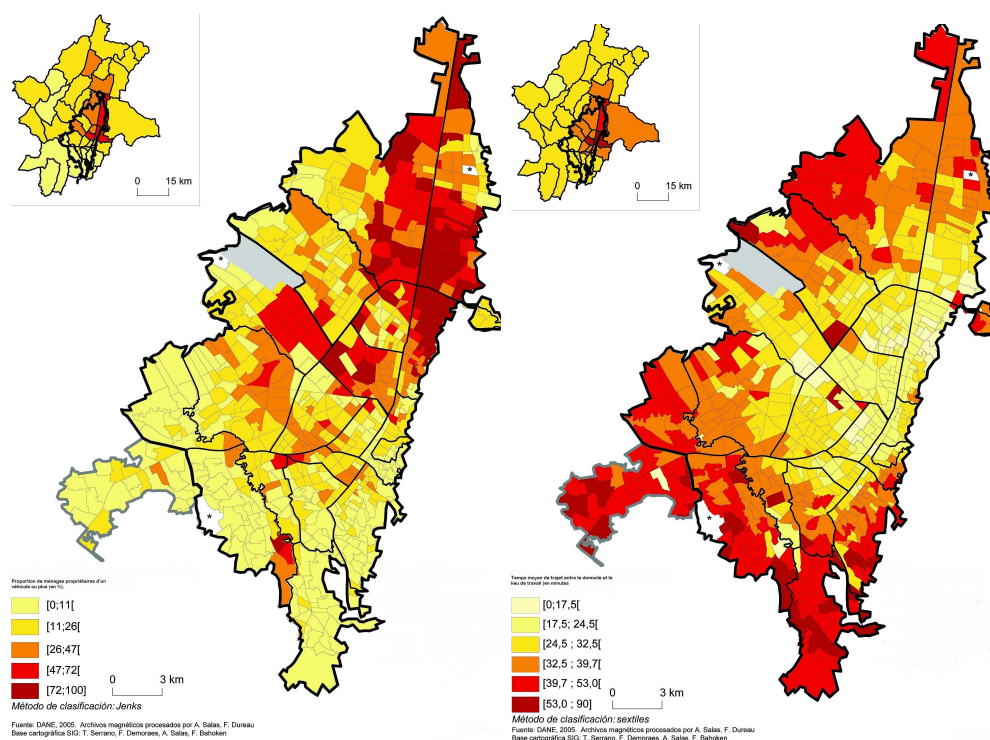 0 15 km
0 15 km
*
*
*
*
*
*
Proportion de ménages propriétaires d'un
véhicule ou plus (en %).
[0;11[
[11;26[
[26;47[
[47;72[
[72;100]
0 3 km
Método de clasificación: Jenks
Fuente: DANE, 2005. Archivos magnéticos procesados por A. Salas, F. Dureau
Base cartográfica SIG: T. Serrano, F. Demoraes, A. Salas, F. Bahoken
Temps moyen de trajet entre le domicile et le
lieu de travail (en minutes
[0;17,5[
[17,5; 24,5[
[24,5 ; 32,5[
[32,5 ; 39,7[
[39,7 ; 53,0[
[53,0 ; 90]
0 3 km
Método de clasificación: sextiles
Fuente: DANE, 2005. Archivos magnéticos procesados por A. Salas, F. Dureau
Base cartográfica SIG: T. Serrano, F. Demoraes, A. Salas, F. Bahoken